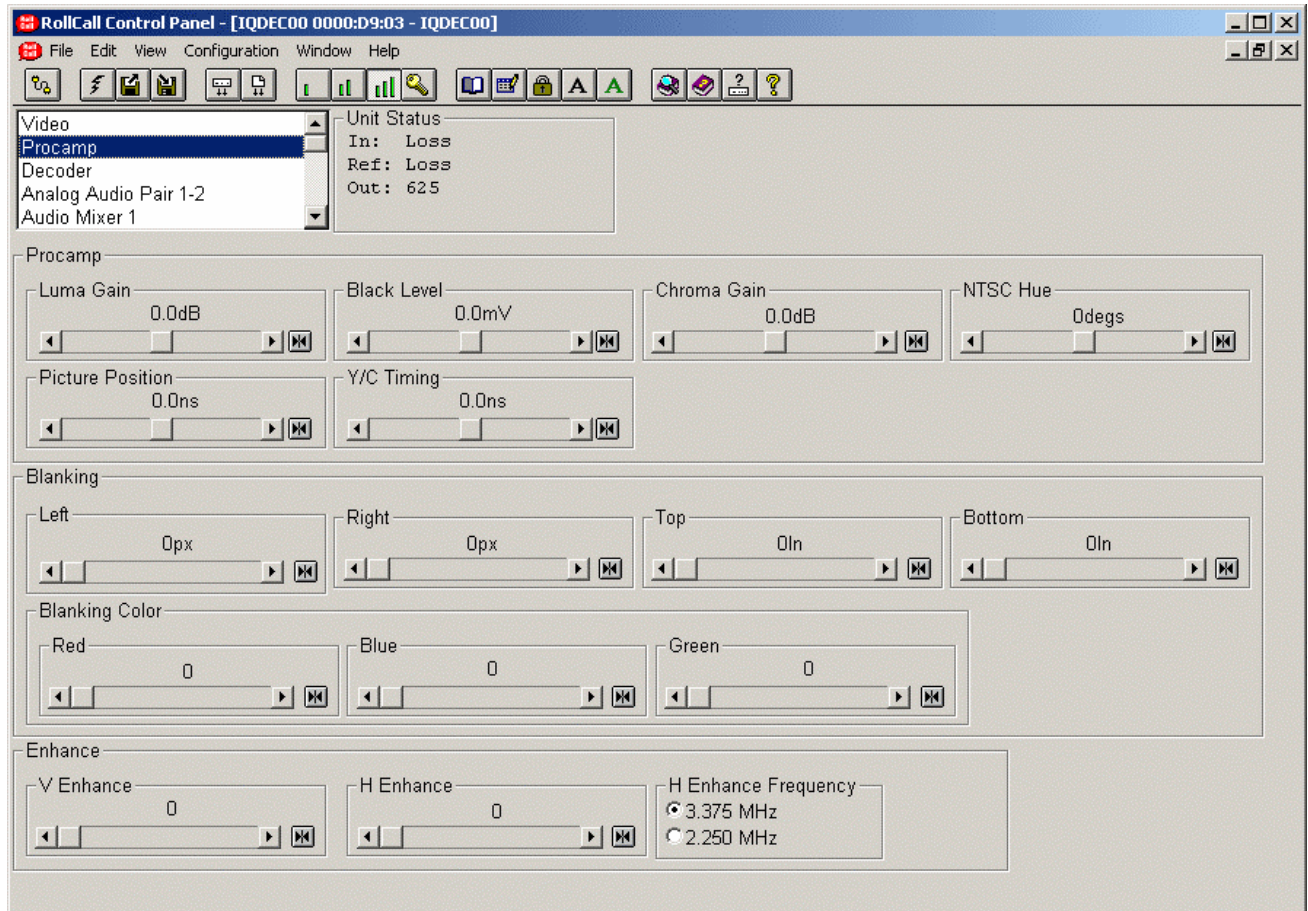 RollCall Control Panel - [IQDEC00 0000:D9:03 - IQDEC00]
File Edit View Configuration Window Help
A A
Video
Procamp
Decoder
Analog Audio Pair 1-2
Audio Mixer 1
Unit Status
In: Loss
Ref: Loss
Out: 625
Procamp
Luma Gain
0.0dB
Black Level
0.0mV
Chroma Gain
0.0dB
NTSC Hue
0degs
Picture Position
0.0ns
Y/C Timing
0.0ns
Blanking
Left
0px
Right
0px
Top
0ln
Bottom
0ln
Blanking Color
Red
0
Blue
0
Green
0
Enhance
V Enhance
0
H Enhance
0
H Enhance Frequency
3.375 MHz
2.250 MHz